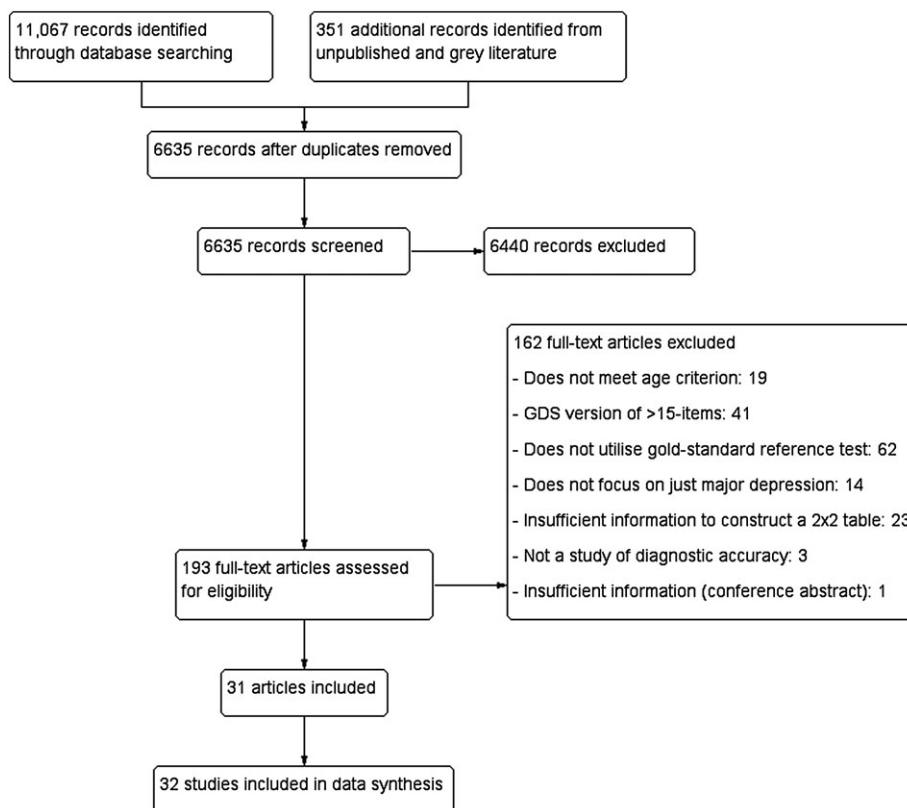 11,067 records identified
through database searching
351 additional records identified from
unpublished and grey literature
6635 records after duplicates removed
6635 records screened
6440 records excluded
162 full-text articles excluded
- Does not meet age criterion: 19
- GDS version of >15-items: 41
- Does not utilise gold-standard reference test: 62
- Does not focus on just major depression: 14
- Insufficient information to construct a 2x2 table: 23
- Not a study of diagnostic accuracy: 3
- Insufficient information (conference abstract): 1
193 full-text articles assessed
for eligibility
31 articles included
32 studies included in data synthesis